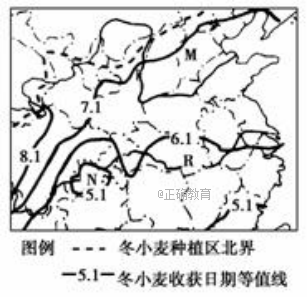 M
7.1
8.1
6.1
R
N
5.1
@正确教育
5.1
图例 --- 冬小麦种植区北界
—5.1—冬小麦收获日期等值线